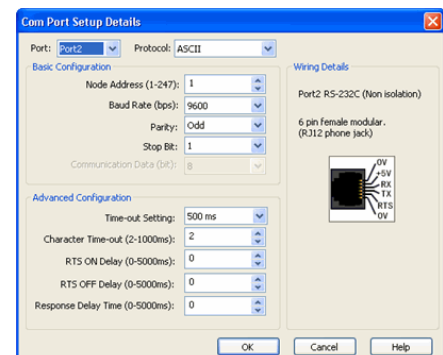 Com Port Setup Details
Port: Port2 Protocol: ASCII
Basic Configuration
Node Address (1-247): 1
Baud Rate (bps): 9600
Parity: Odd
Stop Bit: 1
Communication Data (bit): 8
Advanced Configuration
Time-out Setting: 500 ms
Character Time-out (2-1000ms): 2
RTS ON Delay (0-5000ms): 0
RTS OFF Delay (0-5000ms): 0
Response Delay Time (0-5000ms): 0
Wiring Details
Port2 RS-232C (Non isolation)
6 pin female modular.
(RJ12 phone jack)
0V
+5V
RX
TX
RTS
0V
OK Cancel Help